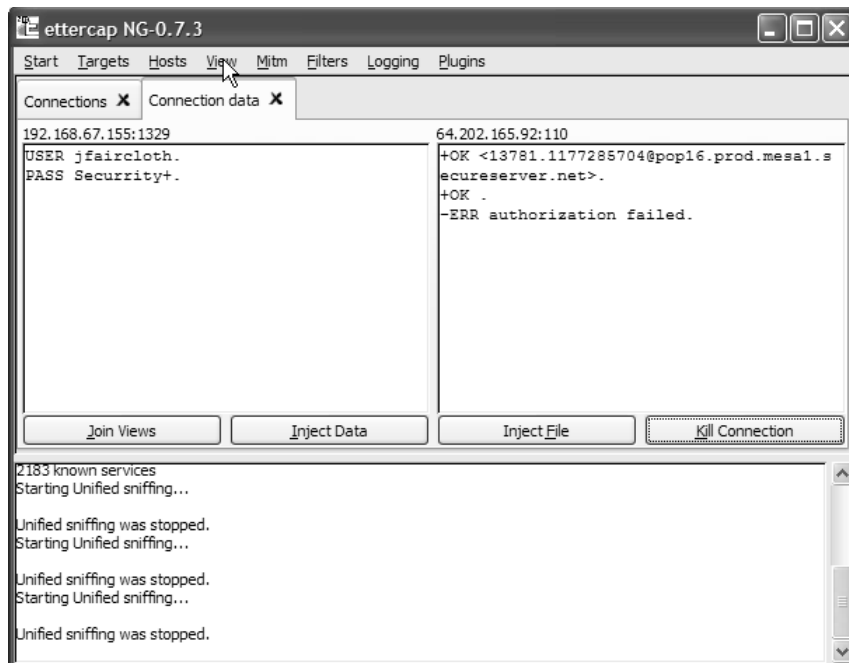 ettercap NG-0.7.3
Start Targets Hosts View Mitm Filters Logging Plugins
Connections X Connection data X
192.168.67.155:1329
USER jfaircloth.
PASS Securrity+.
64.202.165.92:110
+OK <13781.1177285704@pop16.prod.mesa1.s
ecureserver.net>.
+OK .
-ERR authorization failed.
Join Views Inject Data Inject File Kill Connection
2183 known services
Starting Unified sniffing...
Unified sniffing was stopped.
Starting Unified sniffing...
Unified sniffing was stopped.
Starting Unified sniffing...
Unified sniffing was stopped.